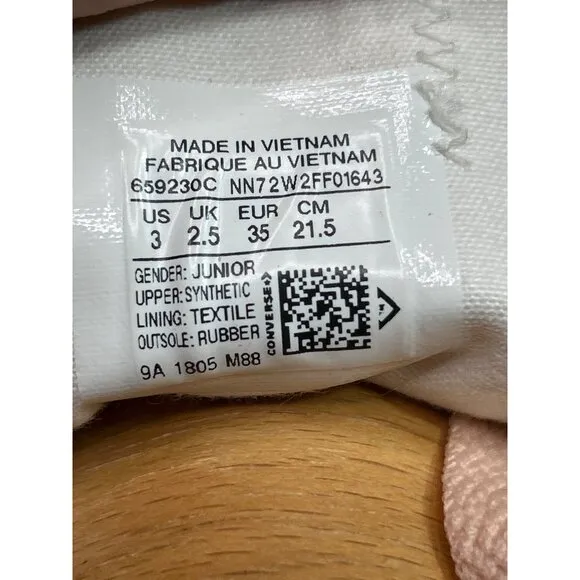 MADE IN VIETNAM
FABRIQUE AU VIETNAM
659230C NN72W2FF01643
US UK EUR CM
3 2.5 35 21.5
GENDER: JUNIOR
UPPER: SYNTHETIC
LINING: TEXTILE
OUTSOLE: RUBBER
CONVERSE
9A 1805 M88